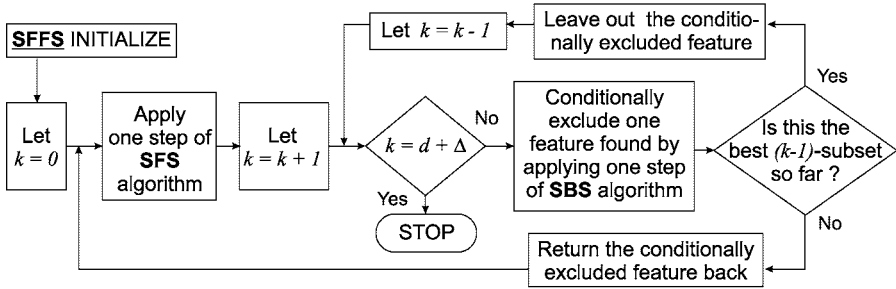 SFFS INITIALIZE
Let
k = 0
Apply
one step of
SFS
algorithm
Let
k = k + 1
k = d + Δ
No
Yes
STOP
Conditionally
exclude one
feature found by
applying one step
of SBS algorithm
Is this the
best (k-1)-subset
so far ?
Yes
Leave out the conditio-
nally excluded feature
Let k = k - 1
No
Return the conditionally
excluded feature back